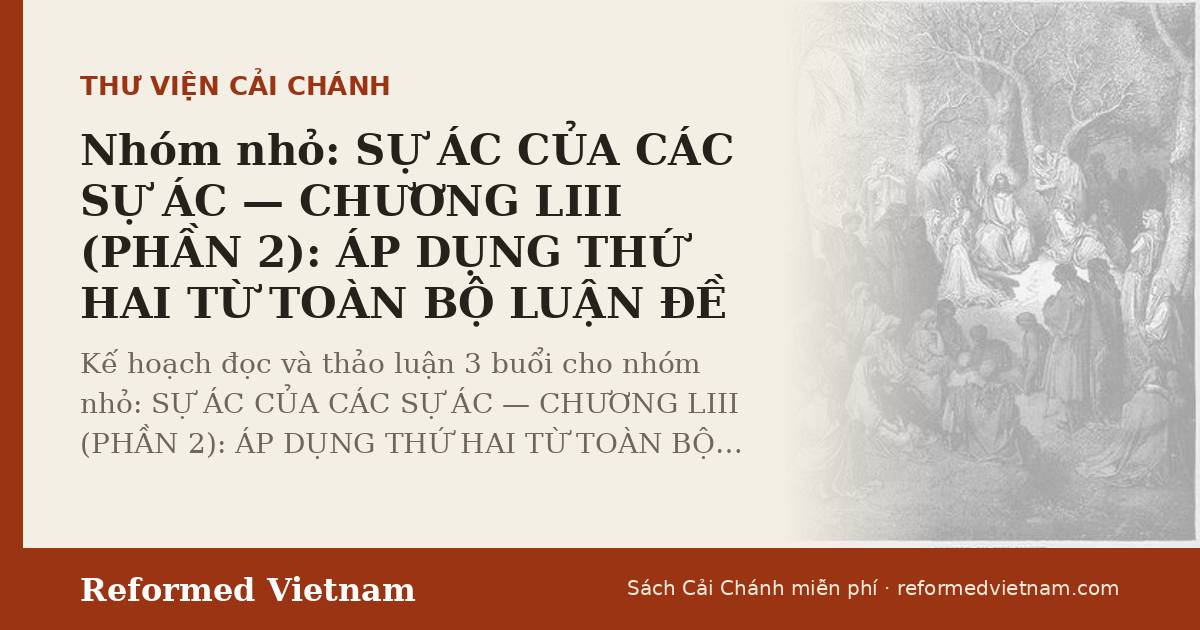 THƯ VIỆN CẢI CHÁNH
Nhóm nhỏ: SỰ ÁC CỦA CÁC
SỰ ÁC — CHƯƠNG LIII
(PHẦN 2): ÁP DỤNG THỨ
HAI TỪ TOÀN BỘ LUẬN ĐỀ
Kế hoạch đọc và thảo luận 3 buổi cho nhóm
nhỏ: SỰ ÁC CỦA CÁC SỰ ÁC — CHƯƠNG LIII
(PHẦN 2): ÁP DỤNG THỨ HAI TỪ TOÀN BỘ...
Reformed Vietnam
Sách Cải Chánh miễn phí · reformedvietnam.com